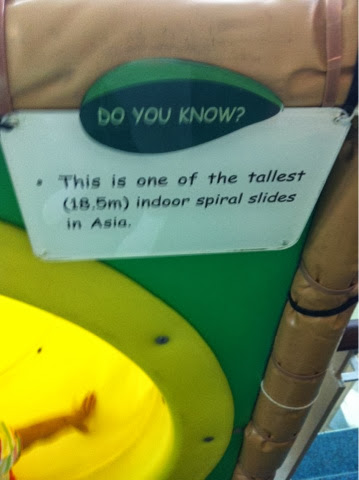 DO YOU KNOW?
• This is one of the tallest
(18.5m) indoor spiral slides
in Asia.